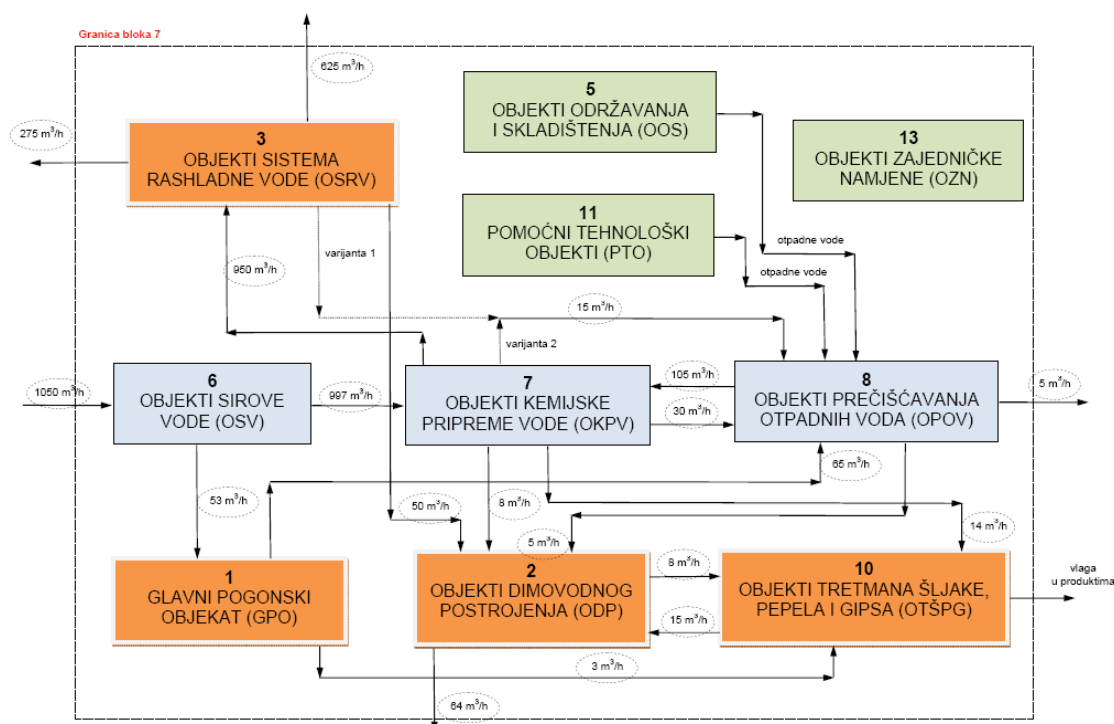 Granica bloka 7
625 m³/h
275 m³/h
3
OBJEKTI SISTEMA
RASHLADNE VODE (OSRV)
5
OBJEKTI ODRŽAVANJA
I SKLADIŠTENJA (OOS)
13
OBJEKTI ZAJEDNIČKE
NAMJENE (OZN)
11
POMOĆNI TEHNOLOŠKI
OBJEKTI (PTO)
otpadne vode
varijanta 1
950 m³/h
otpadne vode
15 m³/h
varijanta 2
1050 m³/h
6
OBJEKTI SIROVE
VODE (OSV)
997 m³/h
7
OBJEKTI KEMIJSKE
PRIPREME VODE (OKPV)
105 m³/h
30 m³/h
8
OBJEKTI PREČIŠĆAVANJA
OTPADNIH VODA (OPOV)
5 m³/h
65 m³/h
53 m³/h
50 m³/h
8 m³/h
14 m³/h
5 m³/h
1
GLAVNI POGONSKI
OBJEKAT (GPO)
2
OBJEKTI DIMOVODNOG
POSTROJENJA (ODP)
8 m³/h
15 m³/h
10
OBJEKTI TRETMANA ŠLJAKE,
PEPELA I GIPSA (OTŠPG)
vlaga
u produktima
3 m³/h
64 m³/h